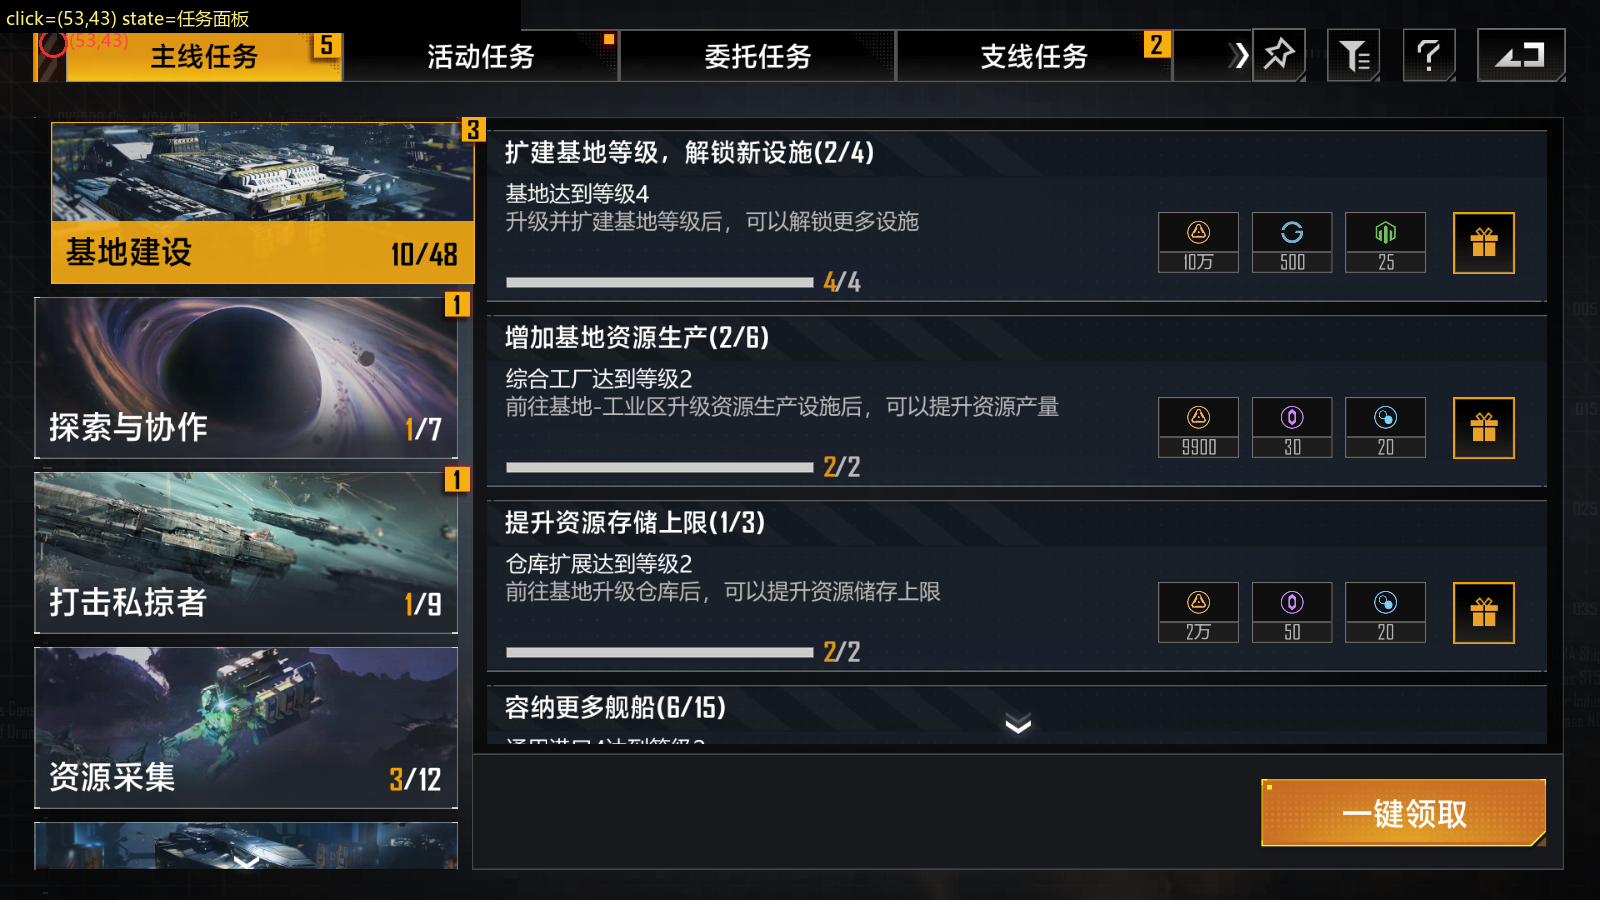 click=(53,43) state=任务面板
(53,43)
主线任务
5
活动任务
委托任务
支线任务
2
3
基地建设
10/48
1
探索与协作
1/7
1
打击私掠者
1/9
资源采集
3/12
扩建基地等级，解锁新设施(2/4)
基地达到等级4
升级并扩建基地等级后，可以解锁更多设施
4/4
10万
500
25
增加基地资源生产(2/6)
综合工厂达到等级2
前往基地-工业区升级资源生产设施后，可以提升资源产量
2/2
9900
30
20
提升资源存储上限(1/3)
仓库扩展达到等级2
前往基地升级仓库后，可以提升资源储存上限
2/2
2万
50
20
容纳更多舰船(6/15)
一键领取